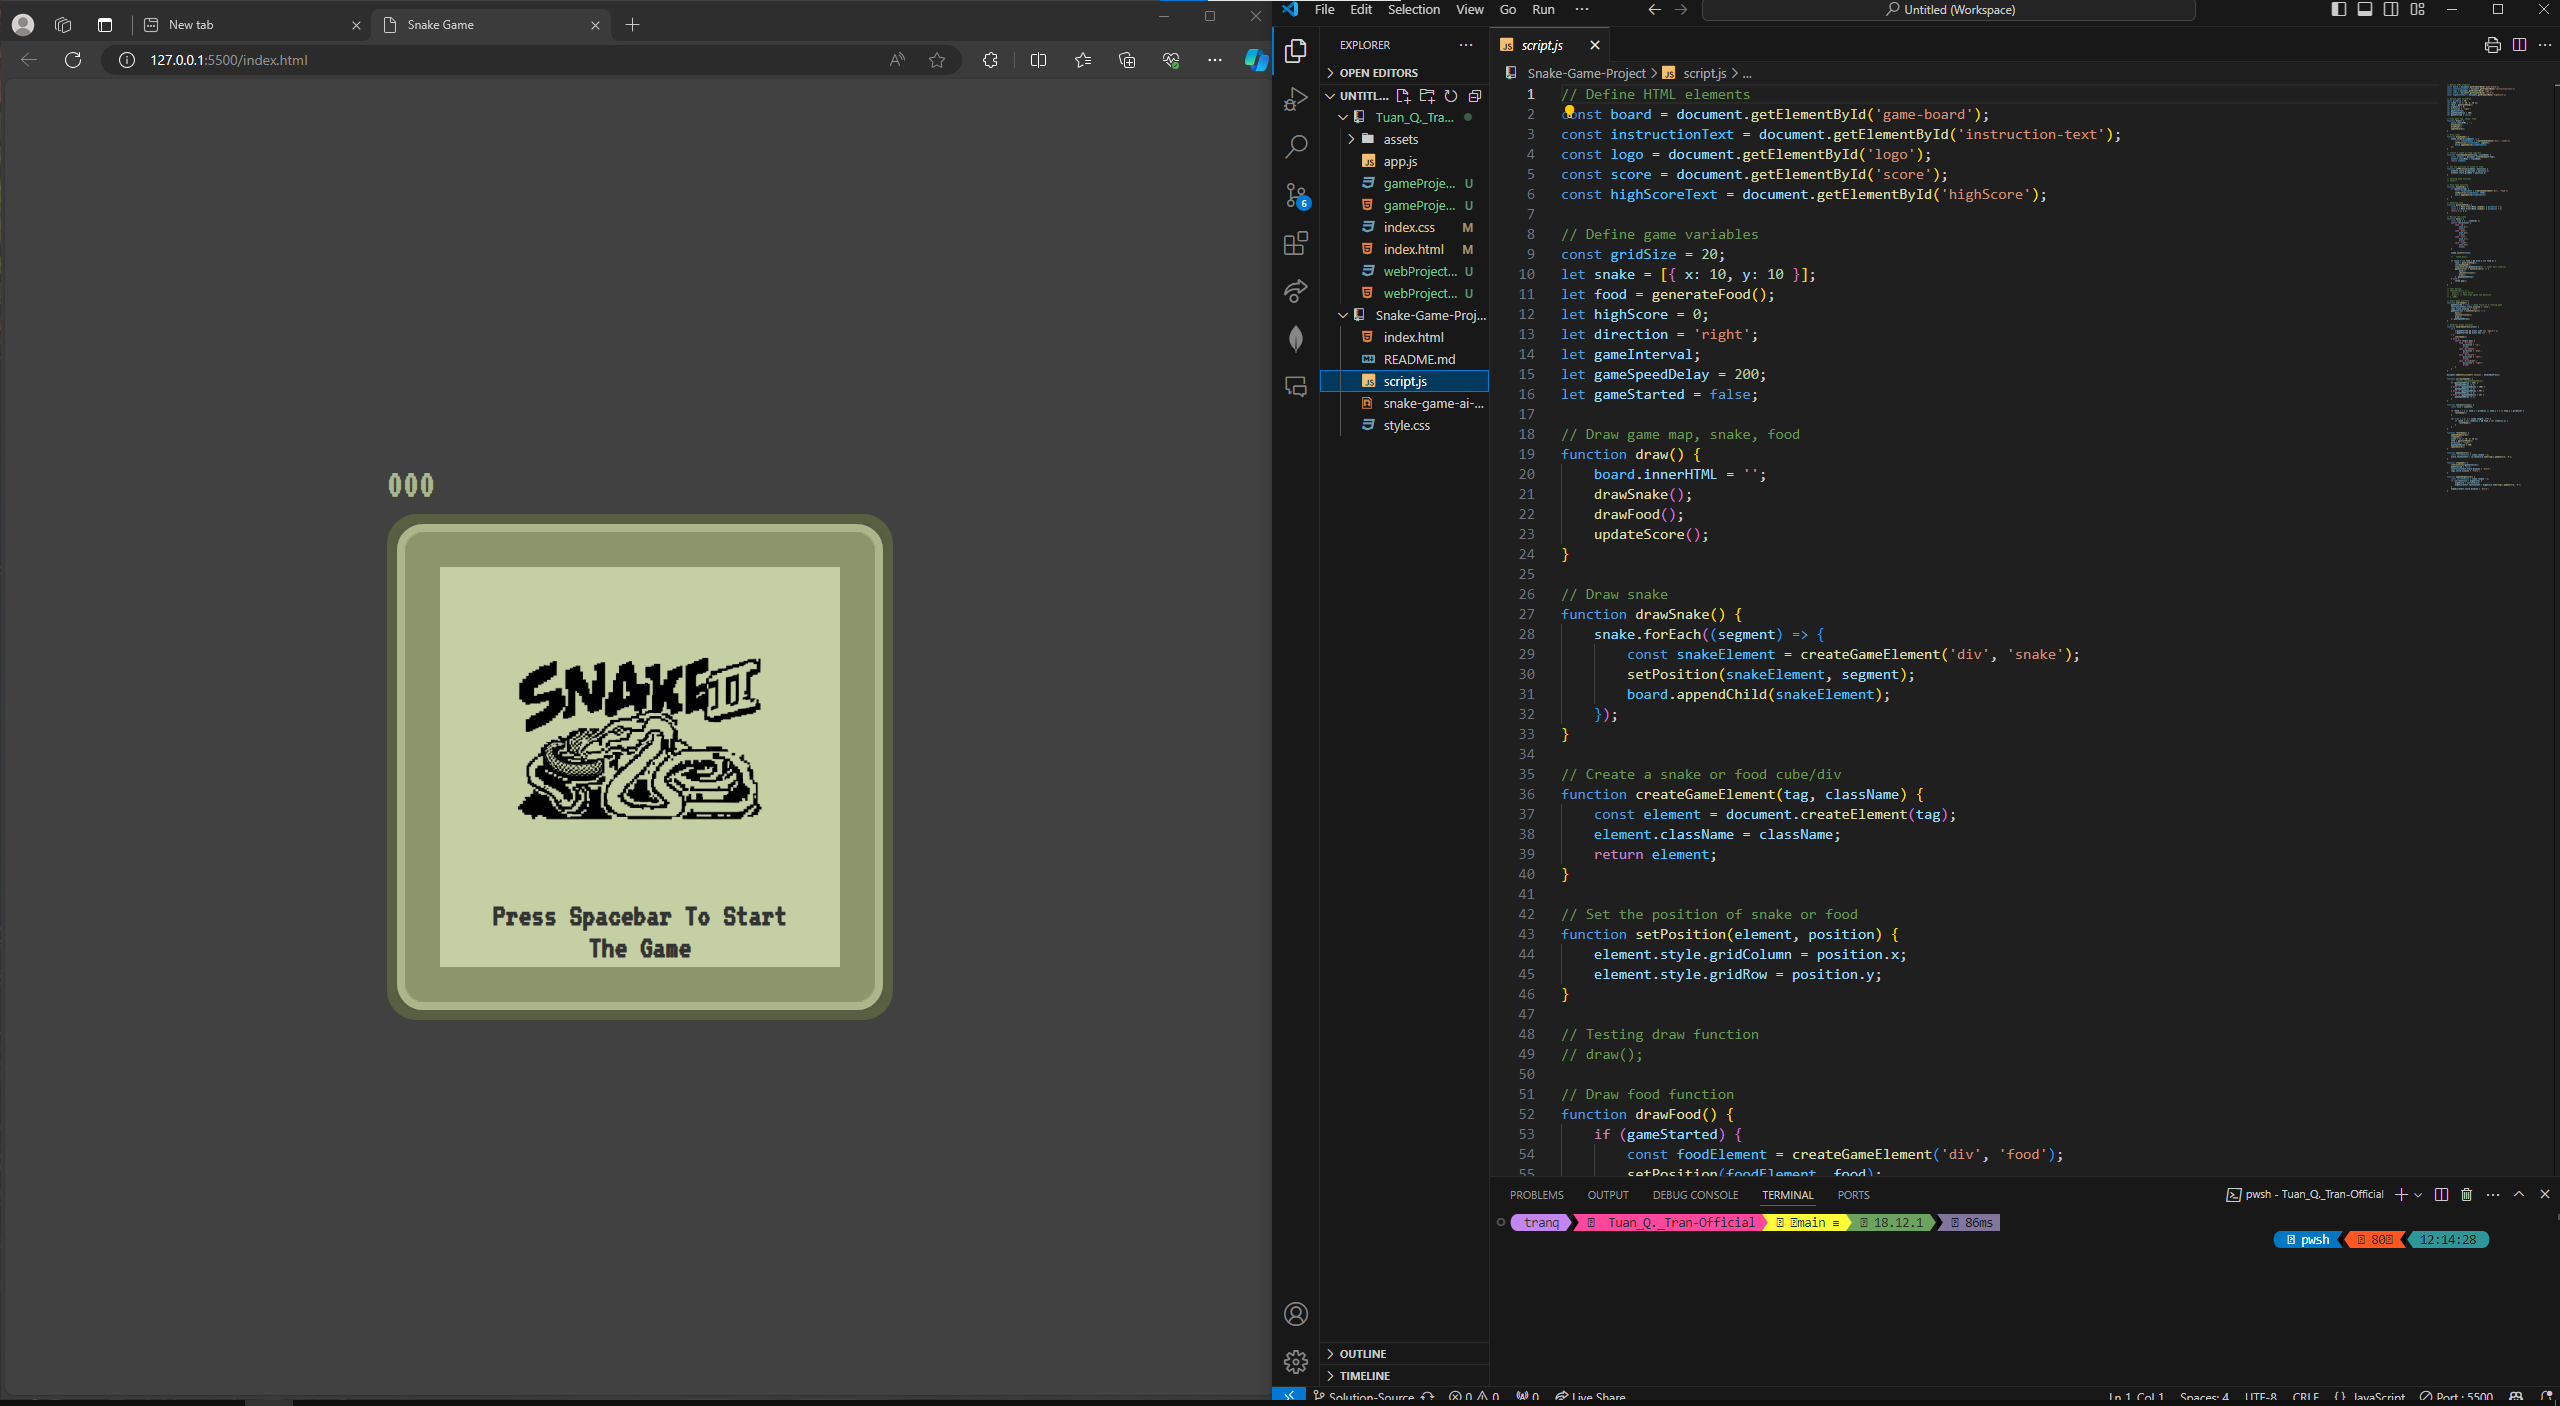 New tab
Snake Game
127.0.0.1:5500/index.html
000
SNAKE II
Press Spacebar To Start
The Game
File Edit Selection View Go Run ...
Untitled (Workspace)
EXPLORER
OPEN EDITORS
UNTITL...
Tuan_Q._Tra...
assets
app.js
gameProje... U
gameProje... U
index.css M
index.html M
webProject... U
webProject... U
Snake-Game-Proj...
index.html
README.md
script.js
snake-game-ai-...
style.css
OUTLINE
TIMELINE
6
script.js
Snake-Game-Project > script.js > ...
1 // Define HTML elements
2 const board = document.getElementById('game-board');
3 const instructionText = document.getElementById('instruction-text');
4 const logo = document.getElementById('logo');
5 const score = document.getElementById('score');
6 const highScoreText = document.getElementById('highScore');
7
8 // Define game variables
9 const gridSize = 20;
10 let snake = [{ x: 10, y: 10 }];
11 let food = generateFood();
12 let highScore = 0;
13 let direction = 'right';
14 let gameInterval;
15 let gameSpeedDelay = 200;
16 let gameStarted = false;
17
18 // Draw game map, snake, food
19 function draw() {
20 board.innerHTML = '';
21 drawSnake();
22 drawFood();
23 updateScore();
24 }
25
26 // Draw snake
27 function drawSnake() {
28 snake.forEach((segment) => {
29 const snakeElement = createGameElement('div', 'snake');
30 setPosition(snakeElement, segment);
31 board.appendChild(snakeElement);
32 });
33 }
34
35 // Create a snake or food cube/div
36 function createGameElement(tag, className) {
37 const element = document.createElement(tag);
38 element.className = className;
39 return element;
40 }
41
42 // Set the position of snake or food
43 function setPosition(element, position) {
44 element.style.gridColumn = position.x;
45 element.style.gridRow = position.y;
46 }
47
48 // Testing draw function
49 // draw();
50
51 // Draw food function
52 function drawFood() {
53 if (gameStarted) {
54 const foodElement = createGameElement('div', 'food');
55 setPosition(foodElement, food);
PROBLEMS OUTPUT DEBUG CONSOLE TERMINAL PORTS
pwsh - Tuan_Q._Tran-Official
tranq Tuan_Q._Tran-Official main ≡ 18.12.1 86ms
pwsh 80 12:14:28
Solution-Source 0 0 0 Live Share
Ln 1, Col 1 Spaces: 4 UTF-8 CRLF {} JavaScript Port : 5500